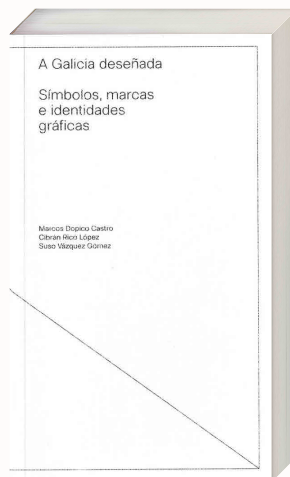 A Galicia deseñada
Símbolos, marcas
e identidades
gráficas
Marcos Dopico Castro
Cibrán Rico López
Suso Vázquez Gómez